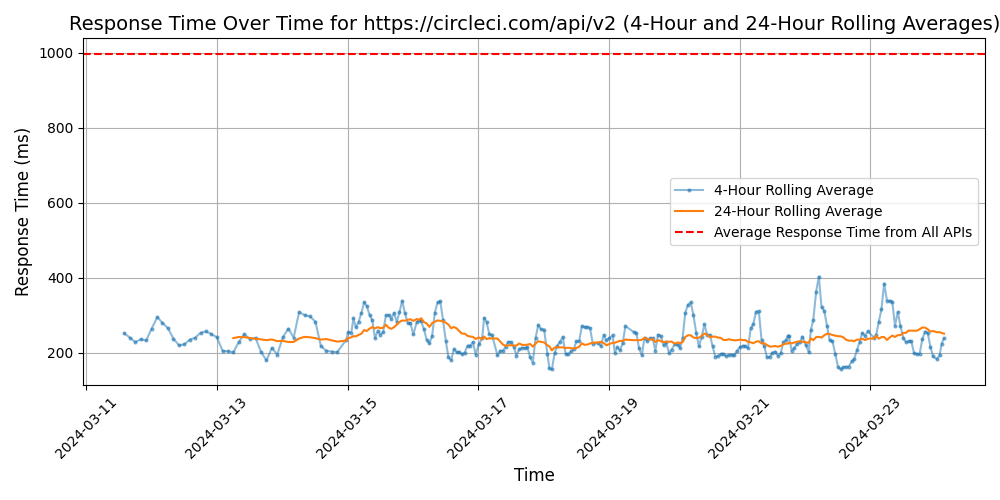 Response Time Over Time for https://circleci.com/api/v2 (4-Hour and 24-Hour Rolling Averages)
Response Time (ms)
1000
800
600
400
200
4-Hour Rolling Average
24-Hour Rolling Average
Average Response Time from All APIs
2024-03-11
2024-03-13
2024-03-15
2024-03-17
2024-03-19
2024-03-21
2024-03-23
Time